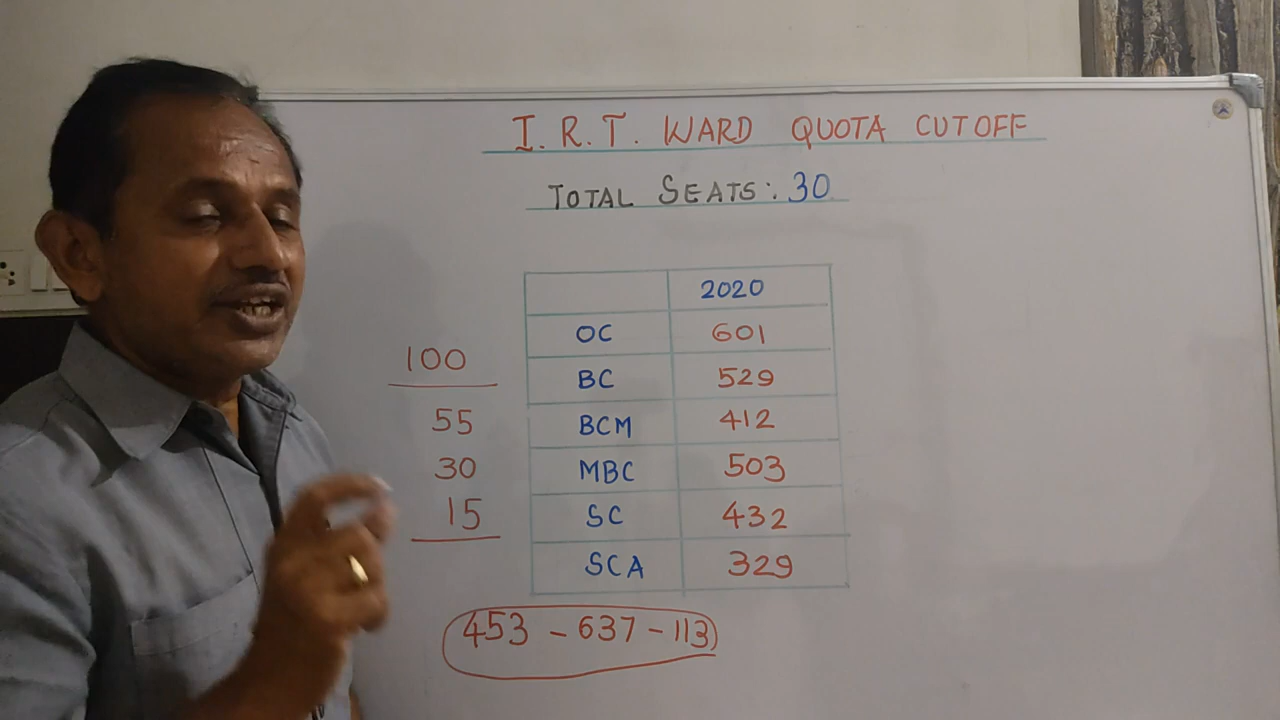 I.R.T. WARD QUOTA CUTOFF
TOTAL SEATS: 30
2020
OC 601
BC 529
BCM 412
MBC 503
SC 432
SCA 329
100
55
30
15
453 - 637 - 113